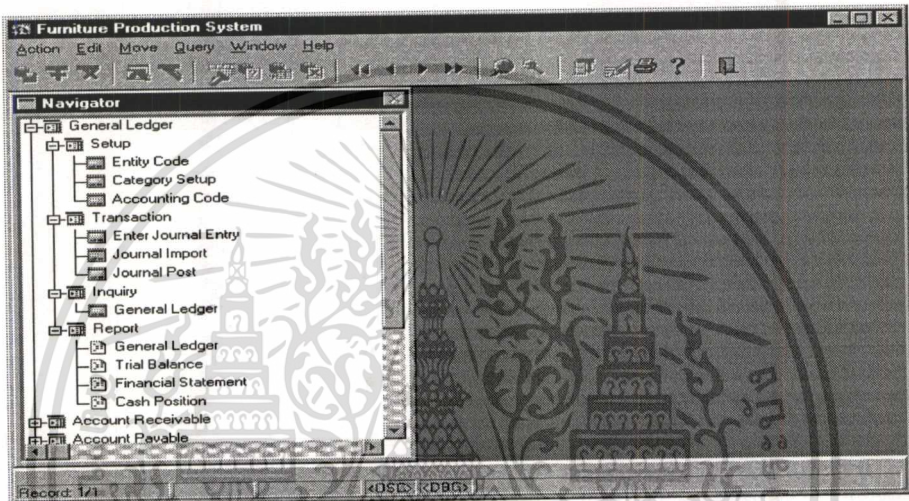 Furniture Production System
Action Edit Move Query Window Help
Navigator
General Ledger
Setup
Entity Code
Category Setup
Accounting Code
Transaction
Enter Journal Entry
Journal Import
Journal Post
Inquiry
General Ledger
Report
General Ledger
Trial Balance
Financial Statement
Cash Position
Account Receivable
Account Payable
Record: 1/1 <OSC> <DBG>